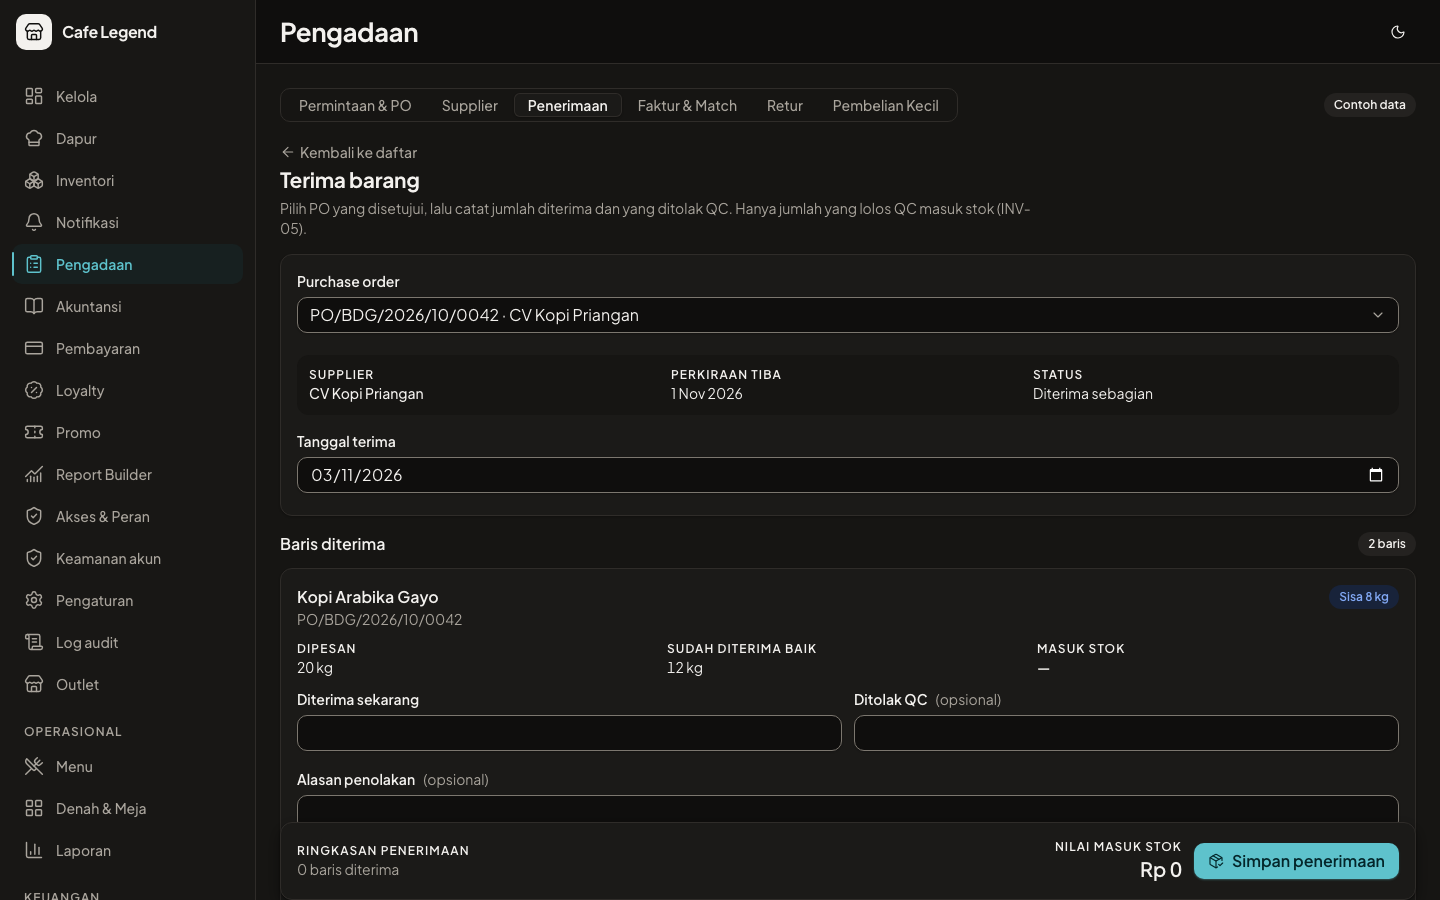 Cafe Legend
Pengadaan
Kelola
Dapur
Inventori
Notifikasi
Pengadaan
Akuntansi
Pembayaran
Loyalty
Promo
Report Builder
Akses & Peran
Keamanan akun
Pengaturan
Log audit
Outlet
OPERASIONAL
Menu
Denah & Meja
Laporan
KEUANGAN
Permintaan & PO
Supplier
Penerimaan
Faktur & Match
Retur
Pembelian Kecil
Contoh data
Kembali ke daftar
Terima barang
Pilih PO yang disetujui, lalu catat jumlah diterima dan yang ditolak QC. Hanya jumlah yang lolos QC masuk stok (INV-
05).
Purchase order
PO/BDG/2026/10/0042 · CV Kopi Priangan
SUPPLIER
CV Kopi Priangan
PERKIRAAN TIBA
1 Nov 2026
STATUS
Diterima sebagian
Tanggal terima
03/11/2026
Baris diterima
2 baris
Kopi Arabika Gayo
Sisa 8 kg
PO/BDG/2026/10/0042
DIPESAN
20 kg
SUDAH DITERIMA BAIK
12 kg
MASUK STOK
—
Diterima sekarang
Ditolak QC (opsional)
Alasan penolakan (opsional)
RINGKASAN PENERIMAAN
0 baris diterima
NILAI MASUK STOK
Rp 0
Simpan penerimaan